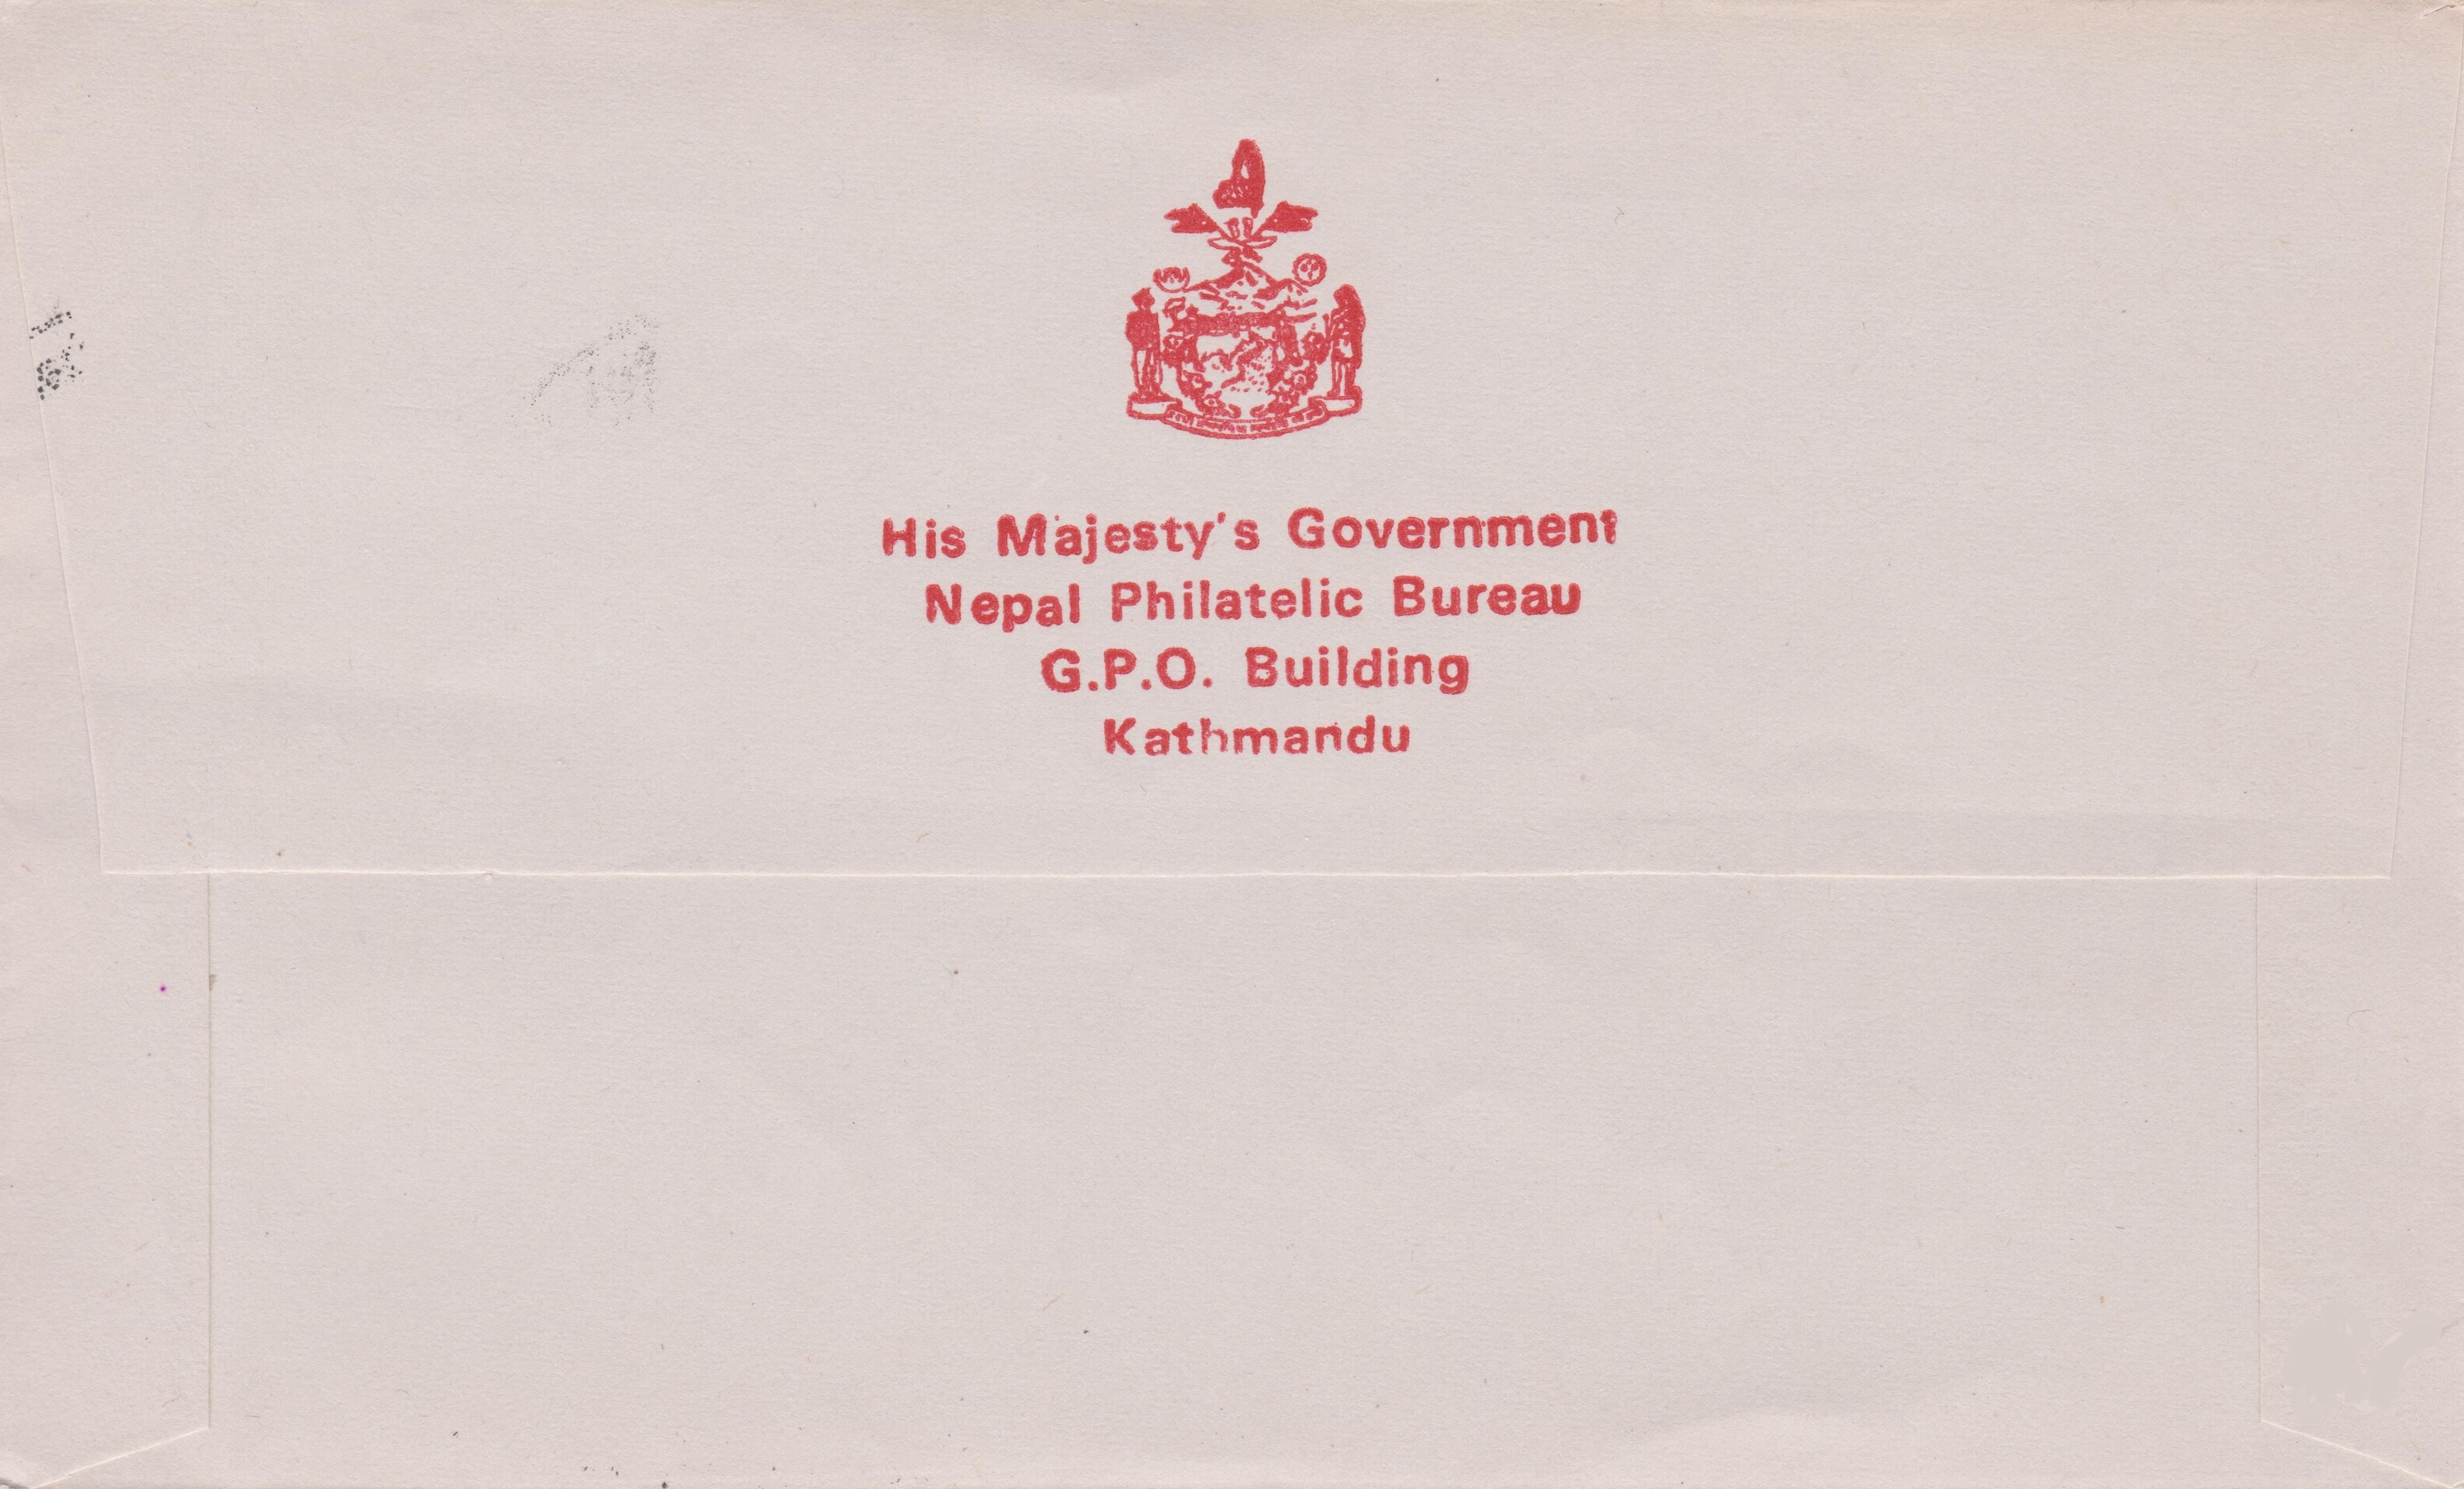 His Majesty's Government
Nepal Philatelic Bureau
G.P.O. Building
Kathmandu